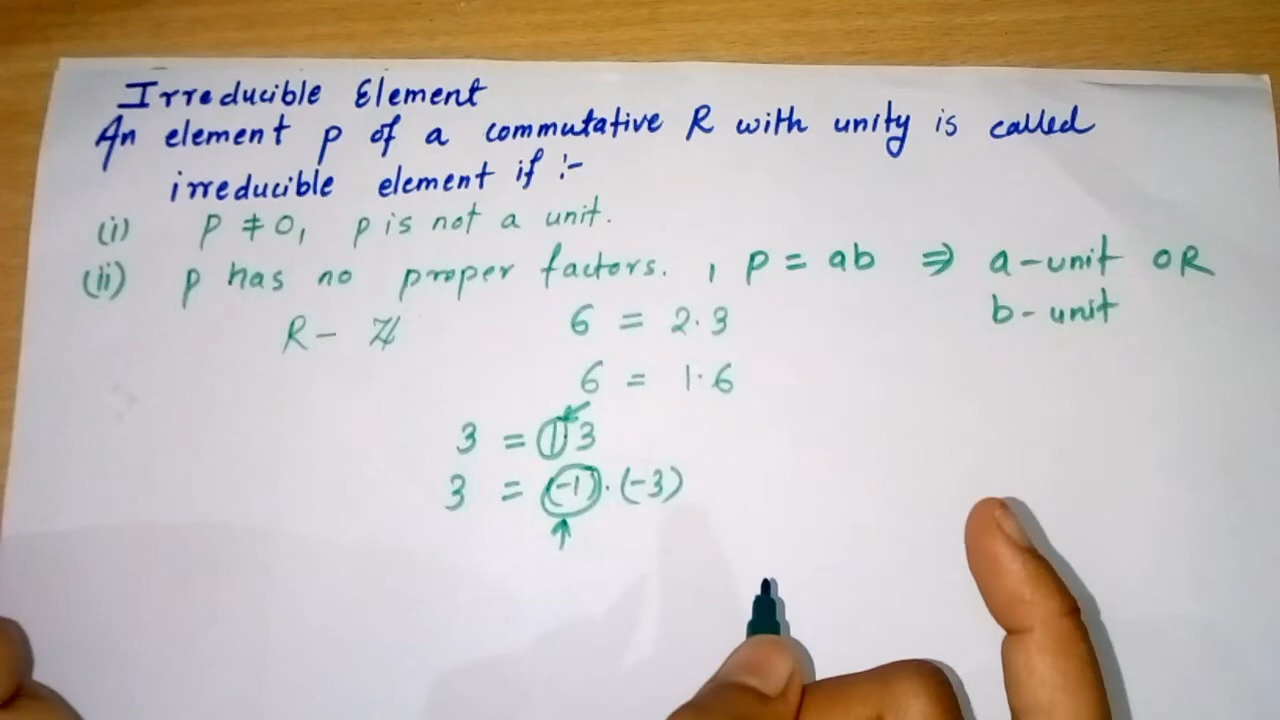 Irreducible Element
An element p of a commutative R with unity is called
irreducible element if :-
(i) p ≠ 0, p is not a unit.
(ii) p has no proper factors. , p = ab ⇒ a-unit OR
b-unit
R - ℤ 6 = 2·3
6 = 1·6
3 = 1 3
3 = (-1)·(-3)